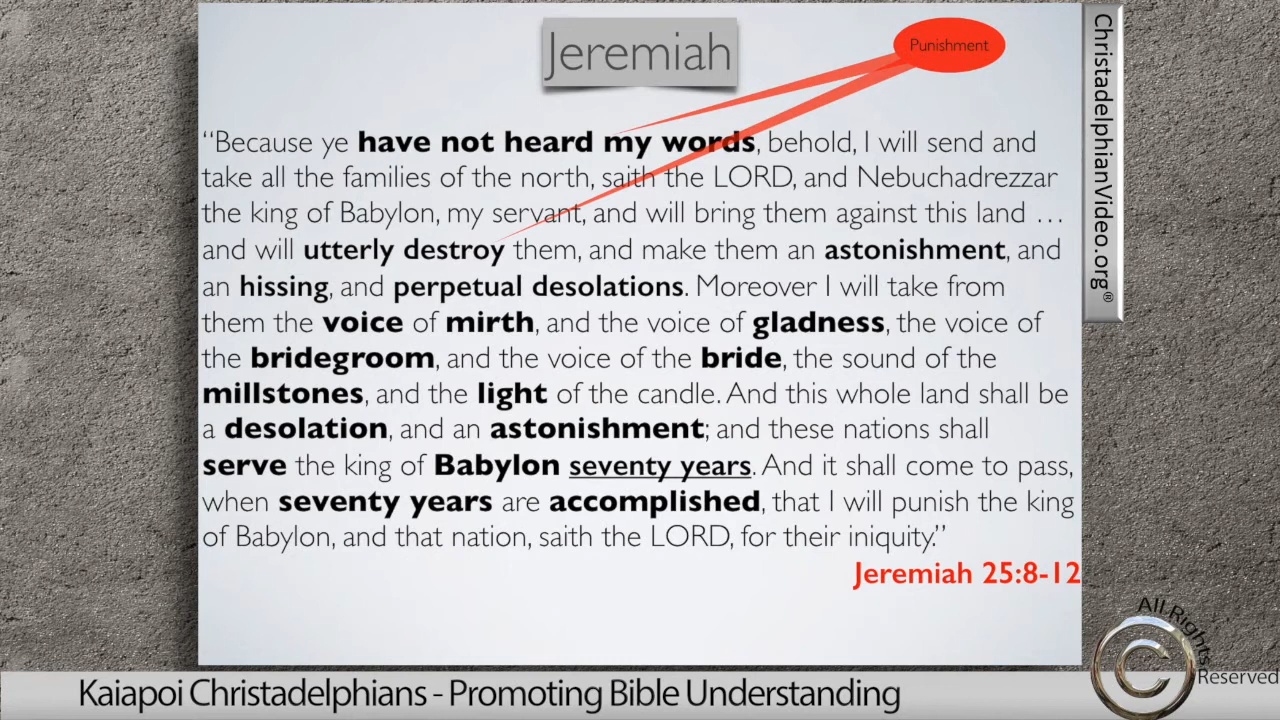 Jeremiah
Punishment
“Because ye have not heard my words, behold, I will send and
take all the families of the north, saith the LORD, and Nebuchadrezzar
the king of Babylon, my servant, and will bring them against this land …
and will utterly destroy them, and make them an astonishment, and
an hissing, and perpetual desolations. Moreover I will take from
them the voice of mirth, and the voice of gladness, the voice of
the bridegroom, and the voice of the bride, the sound of the
millstones, and the light of the candle. And this whole land shall be
a desolation, and an astonishment; and these nations shall
serve the king of Babylon seventy years. And it shall come to pass,
when seventy years are accomplished, that I will punish the king
of Babylon, and that nation, saith the LORD, for their iniquity.”
Jeremiah 25:8-12
ChristadelphianVideo.org®
All Rights
C
Reserved
Kaiapoi Christadelphians - Promoting Bible Understanding